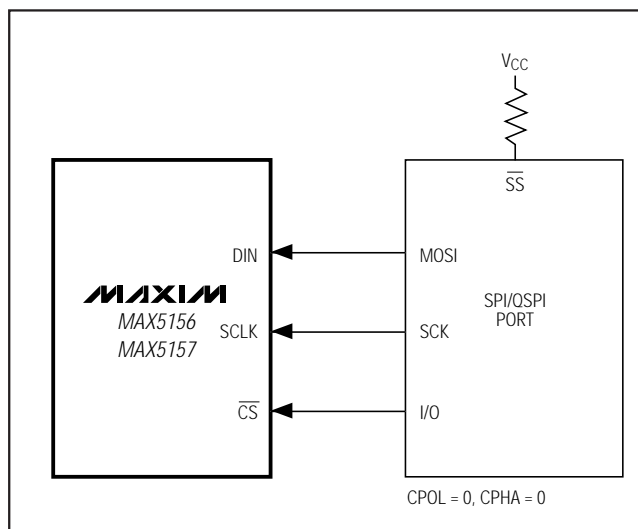 VCC
SS
DIN
MOSI
MAXIM
MAX5156
MAX5157
SPI/QSPI
PORT
SCLK
SCK
CS
I/O
CPOL = 0, CPHA = 0